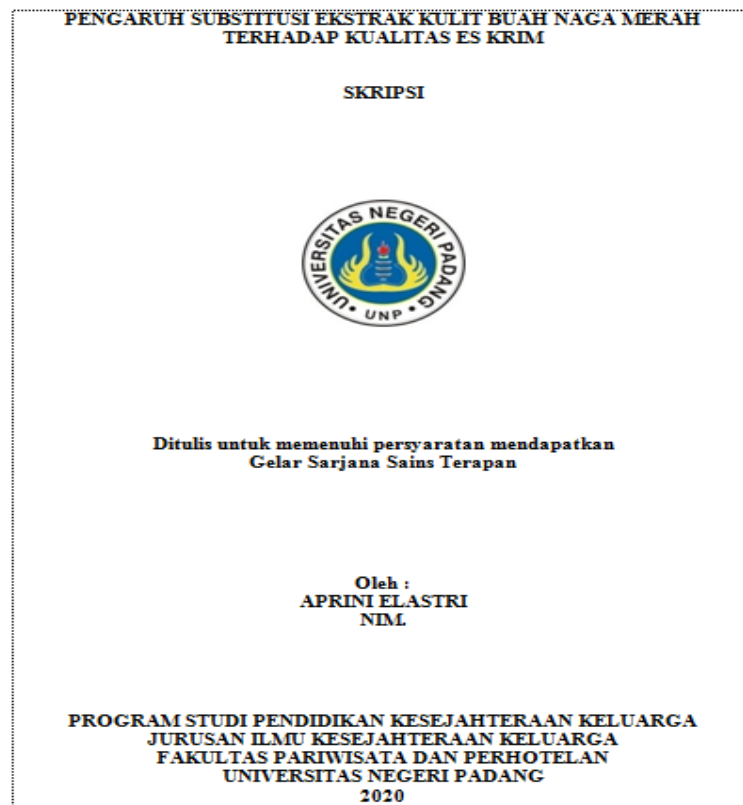 PENGARUH SUBSTITUSI EKSTRAK KULIT BUAH NAGA MERAH
TERHADAP KUALITAS ES KRIM
SKRIPSI
UNIVERSITAS NEGERI PADANG
UNP
Ditulis untuk memenuhi persyaratan mendapatkan
Gelar Sarjana Sains Terapan
Oleh :
APRINI ELASTRI
NIM.
PROGRAM STUDI PENDIDIKAN KESEJAHTERAAN KELUARGA
JURUSAN ILMU KESEJAHTERAAN KELUARGA
FAKULTAS PARIWISATA DAN PERHOTELAN
UNIVERSITAS NEGERI PADANG
2020